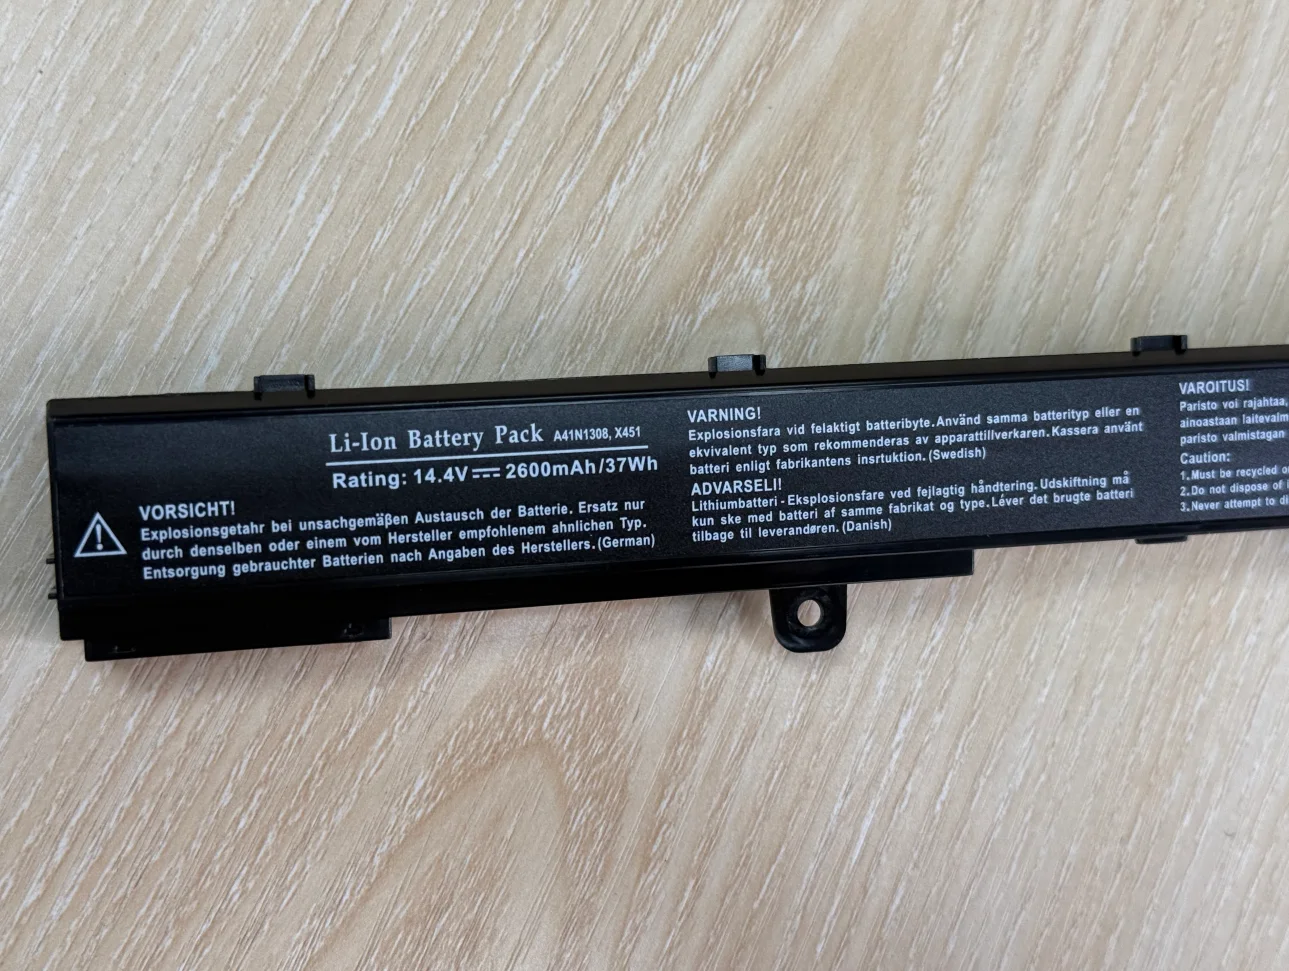 Li-Ion Battery Pack A41N1308, X451
Rating: 14.4V⎓2600mAh/37Wh
VORSICHT!
Explosionsgetahr bei unsachgemäβen Austausch der Batterie. Ersatz nur
durch denselben oder einem vom Hersteller empfohlenem ahnlichen Typ.
Entsorgung gebrauchter Batterien nach Angaben des Herstellers.(German)
VARNING!
Explosionsfara vid felaktigt batteribyte.Använd samma batterityp eller en
ekvivalent typ som rekommenderas av apparattillverkaren.Kassera använt
batteri enligt fabrikantens insrtuktion.(Swedish)
ADVARSELI!
Lithiumbatteri-Eksplosionsfare ved fejlagtig håndtering.Udskiftning må
kun ske med batteri af samme fabrikat og type.Léver det brugte batteri
tilbage til leverandøren.(Danish)
VAROITUS!
Paristo voi rajahtaa,
ainoastaan laitevalm
paristo valmistagan
Caution:
1.Must be recycled o
2.Do not dispose of
3.Never attempt to di